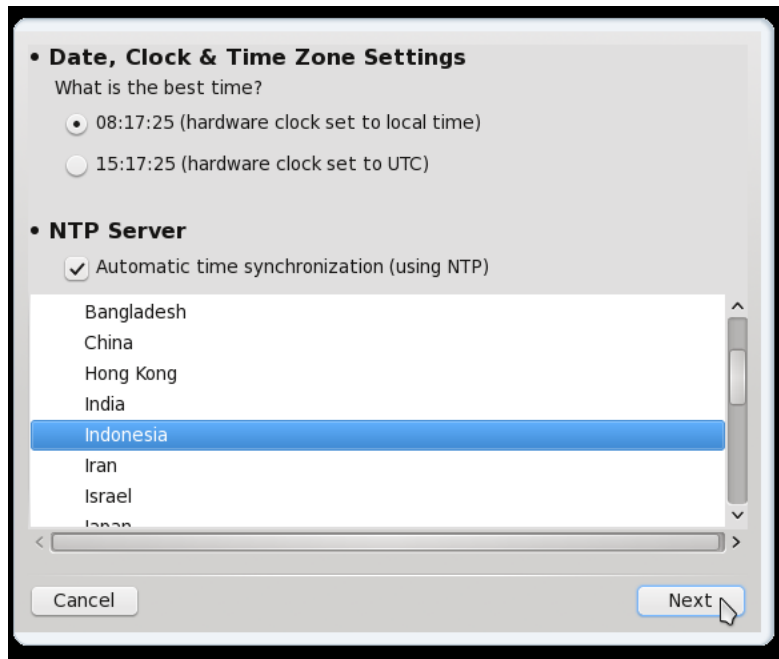 • Date, Clock & Time Zone Settings
What is the best time?
08:17:25 (hardware clock set to local time)
15:17:25 (hardware clock set to UTC)
• NTP Server
Automatic time synchronization (using NTP)
Bangladesh
China
Hong Kong
India
Indonesia
Iran
Israel
Japan
Cancel
Next